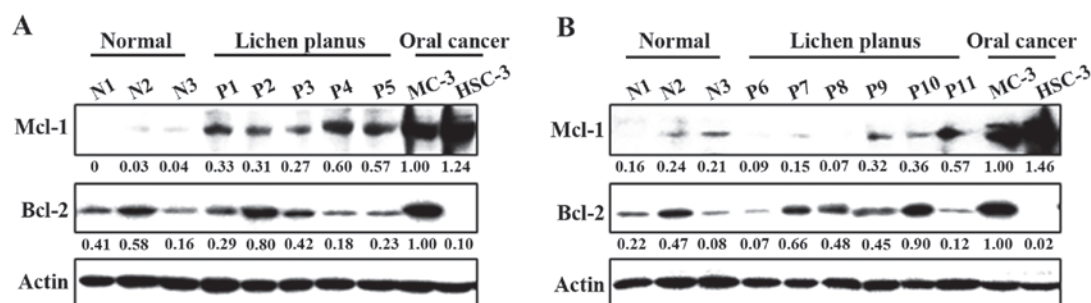 A
Normal Lichen planus Oral cancer
N1 N2 N3 P1 P2 P3 P4 P5 MC-3 HSC-3
Mcl-1
0 0.03 0.04 0.33 0.31 0.27 0.60 0.57 1.00 1.24
Bcl-2
0.41 0.58 0.16 0.29 0.80 0.42 0.18 0.23 1.00 0.10
Actin
B
Normal Lichen planus Oral cancer
N1 N2 N3 P6 P7 P8 P9 P10 P11 MC-3 HSC-3
Mcl-1
0.16 0.24 0.21 0.09 0.15 0.07 0.32 0.36 0.57 1.00 1.46
Bcl-2
0.22 0.47 0.08 0.07 0.66 0.48 0.45 0.90 0.12 1.00 0.02
Actin